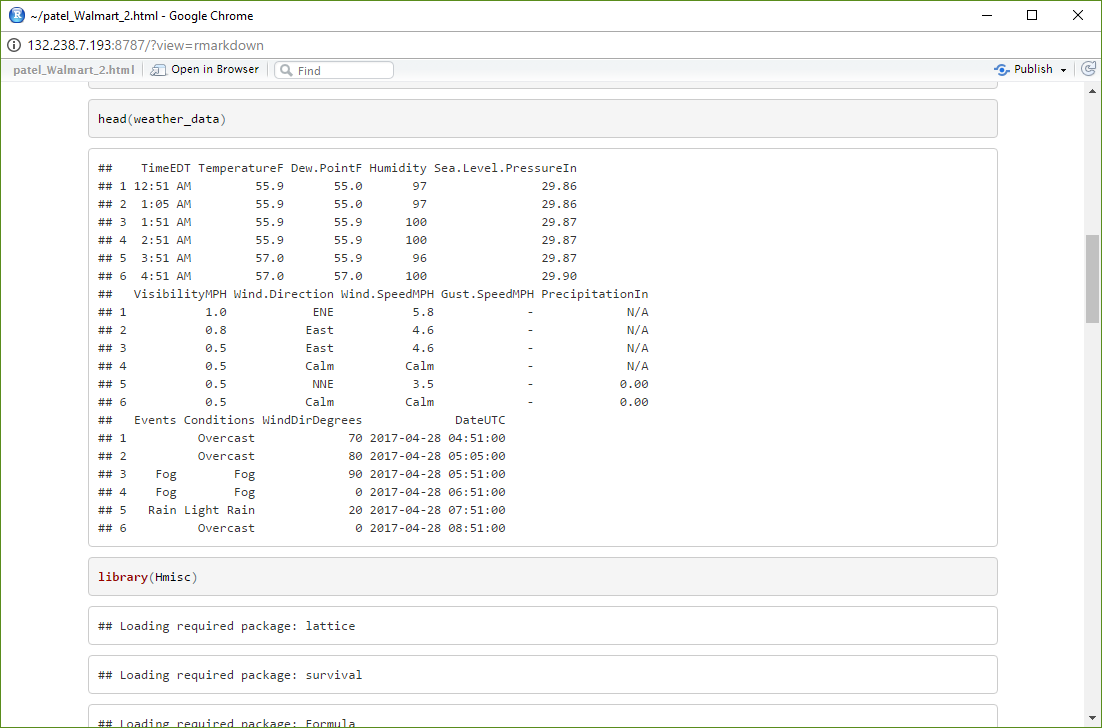 ~/patel_Walmart_2.html - Google Chrome
132.238.7.193:8787/?view=rmarkdown
patel_Walmart_2.html Open in Browser Find Publish
head(weather_data)
##    TimeEDT TemperatureF Dew.PointF Humidity Sea.Level.PressureIn
## 1 12:51 AM         55.9       55.0       97                29.86
## 2  1:05 AM         55.9       55.0       97                29.86
## 3  1:51 AM         55.9       55.9      100                29.87
## 4  2:51 AM         55.9       55.9      100                29.87
## 5  3:51 AM         57.0       55.9       96                29.87
## 6  4:51 AM         57.0       57.0      100                29.90
##   VisibilityMPH Wind.Direction Wind.SpeedMPH Gust.SpeedMPH PrecipitationIn
## 1           1.0            ENE           5.8             -             N/A
## 2           0.8           East           4.6             -             N/A
## 3           0.5           East           4.6             -             N/A
## 4           0.5           Calm          Calm             -             N/A
## 5           0.5            NNE           3.5             -            0.00
## 6           0.5           Calm          Calm             -            0.00
##   Events Conditions WindDirDegrees             DateUTC
## 1          Overcast             70 2017-04-28 04:51:00
## 2          Overcast             80 2017-04-28 05:05:00
## 3    Fog        Fog             90 2017-04-28 05:51:00
## 4    Fog        Fog              0 2017-04-28 06:51:00
## 5   Rain Light Rain             20 2017-04-28 07:51:00
## 6          Overcast              0 2017-04-28 08:51:00
library(Hmisc)
## Loading required package: lattice
## Loading required package: survival
## Loading required package: Formula